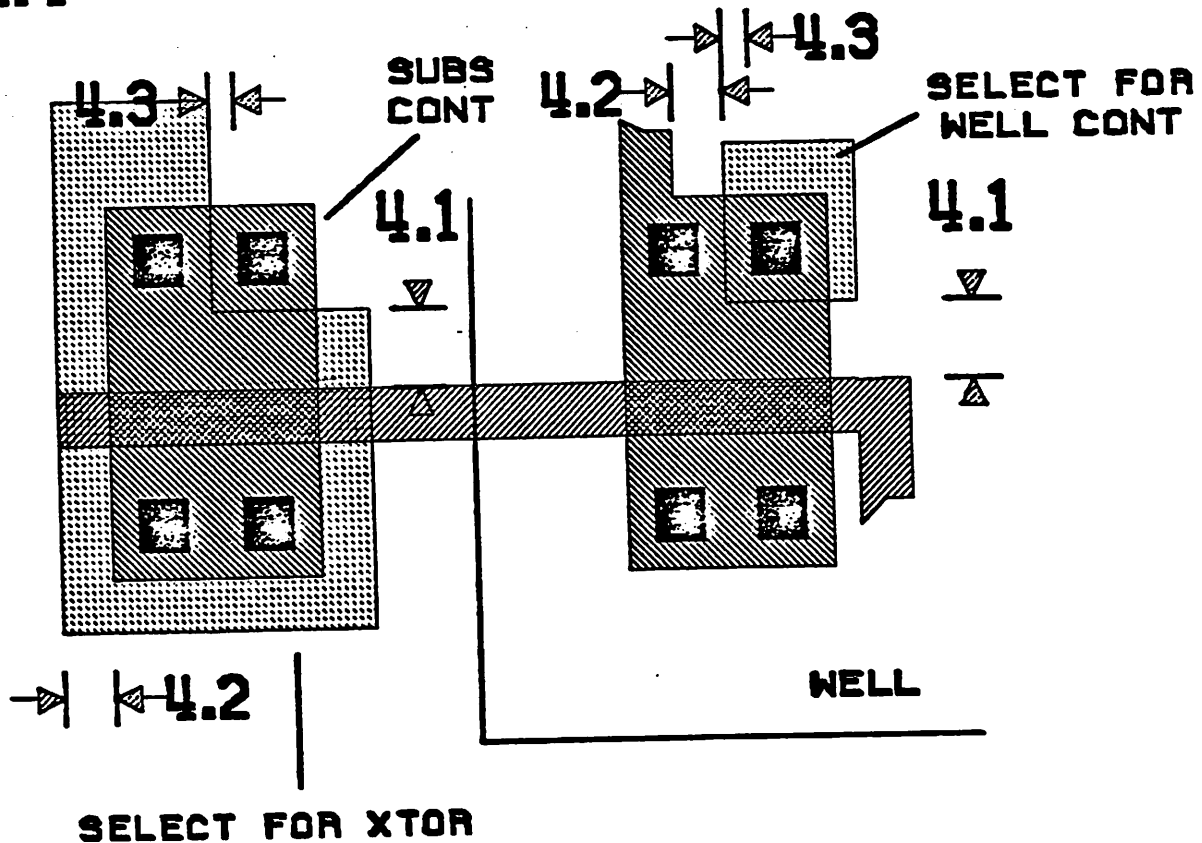 4.3
SUBS
CONT
4.2
4.3
SELECT FOR
WELL CONT
4.1
4.1
4.2
WELL
SELECT FOR XTOR